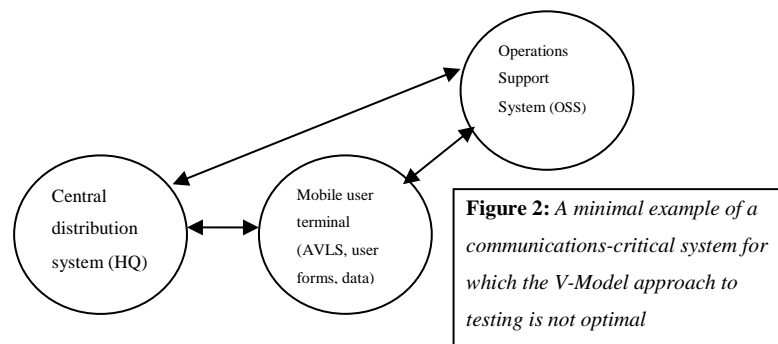 Operations
Support
System (OSS)
Central
distribution
system (HQ)
Mobile user
terminal
(AVLS, user
forms, data)
Figure 2: A minimal example of a
communications-critical system for
which the V-Model approach to
testing is not optimal